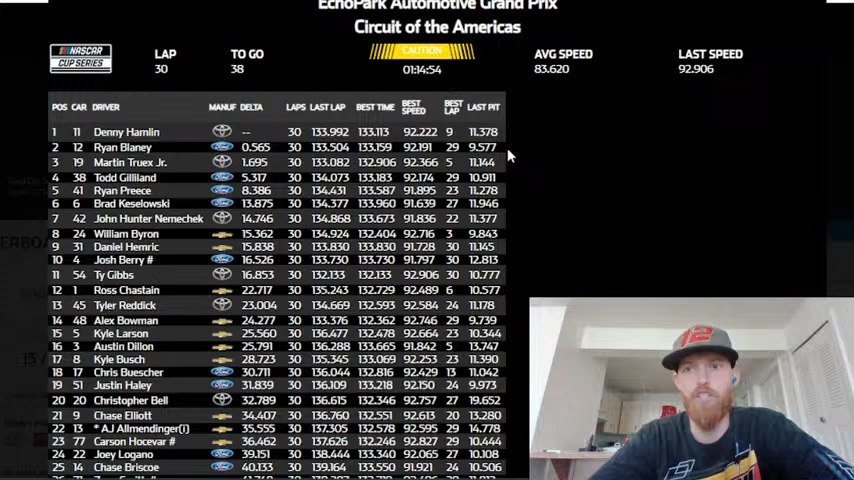 EchoPark Automotive Grand Prix
Circuit of the Americas
NASCAR
CUP SERIES
LAP
30
TO GO
38
CAUTION
01:14:54
AVG SPEED
83.620
LAST SPEED
92.906
POS CAR DRIVER MANUF DELTA LAPS LAST LAP BEST TIME BEST SPEED BEST LAP LAST PIT
1 11 Denny Hamlin -- 30 133.992 133.113 92.222 9 11.378
2 12 Ryan Blaney 0.565 30 133.504 133.159 92.191 29 9.577
3 19 Martin Truex Jr. 1.695 30 133.082 132.906 92.366 5 11.144
4 38 Todd Gilliland 5.317 30 134.073 133.183 92.174 29 10.911
5 41 Ryan Preece 8.386 30 134.431 133.587 91.895 23 11.278
6 6 Brad Keselowski 13.875 30 134.377 133.960 91.639 27 11.946
7 42 John Hunter Nemechek 14.746 30 134.868 133.673 91.836 22 11.377
8 24 William Byron 15.362 30 134.924 132.404 92.716 3 9.843
9 31 Daniel Hemric 15.838 30 133.830 133.830 91.728 30 11.145
10 4 Josh Berry # 16.526 30 133.730 133.730 91.797 30 12.813
11 54 Ty Gibbs 16.853 30 132.133 132.133 92.906 30 10.777
12 1 Ross Chastain 22.717 30 135.243 132.729 92.489 6 10.577
13 45 Tyler Reddick 23.004 30 134.669 132.593 92.584 24 11.178
14 48 Alex Bowman 24.277 30 133.376 132.362 92.746 29 9.739
15 5 Kyle Larson 25.560 30 136.477 132.478 92.664 23 10.344
16 3 Austin Dillon 25.791 30 136.288 133.665 91.842 5 13.747
17 8 Kyle Busch 28.723 30 135.345 133.069 92.253 23 11.390
18 17 Chris Buescher 30.711 30 136.044 132.816 92.429 13 11.042
19 51 Justin Haley 31.839 30 136.109 133.218 92.150 24 9.973
20 20 Christopher Bell 32.789 30 136.615 132.346 92.757 27 19.652
21 9 Chase Elliott 34.407 30 136.760 132.551 92.613 20 13.280
22 13 * AJ Allmendinger(i) 35.555 30 137.305 132.578 92.595 29 14.778
23 77 Carson Hocevar # 36.462 30 137.626 132.246 92.827 29 10.444
24 22 Joey Logano 39.151 30 138.444 133.340 92.065 27 10.108
25 14 Chase Briscoe 40.133 30 139.164 133.550 91.921 24 10.506